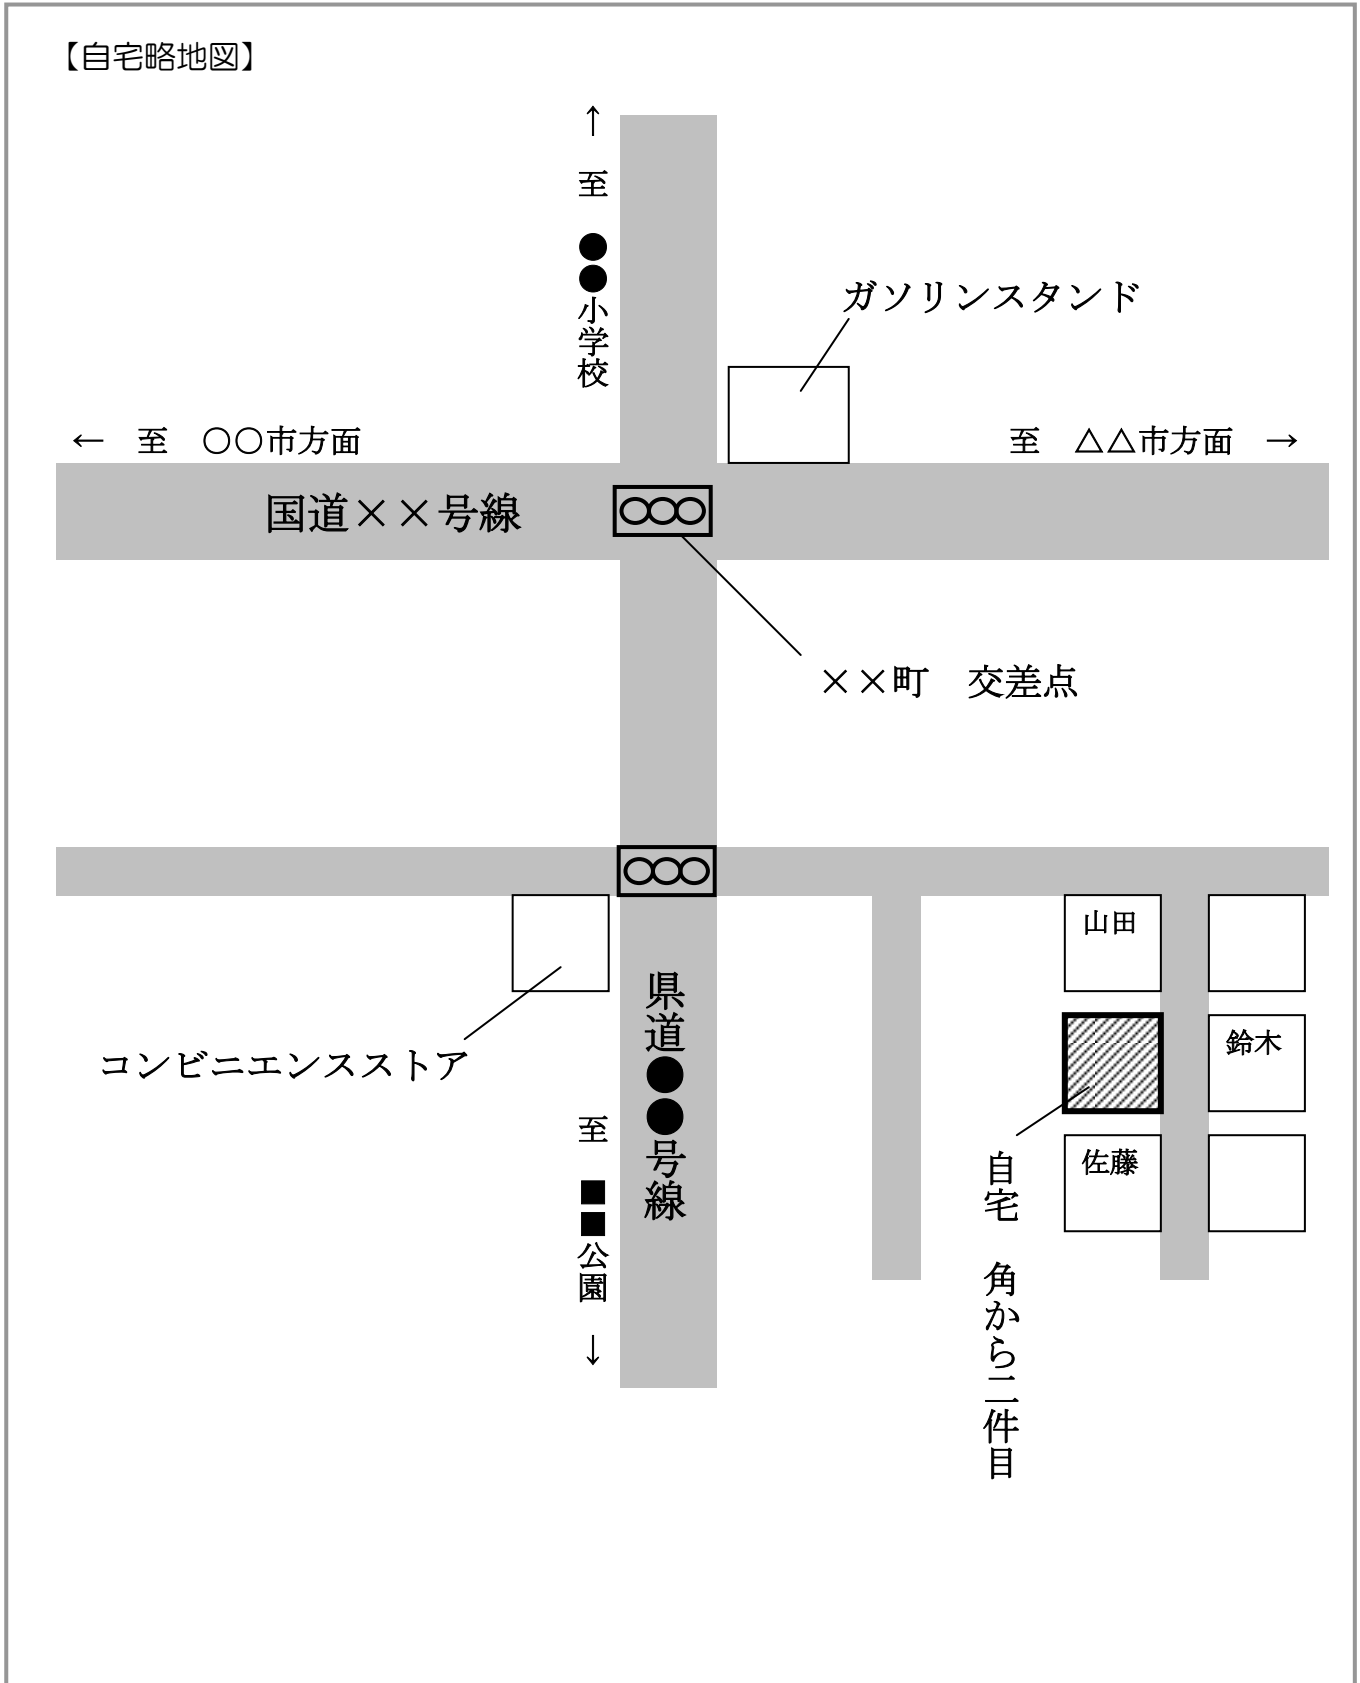 【自宅略地図】
↑　至　●●小学校
ガソリンスタンド
←　至　〇〇市方面
至　△△市方面　→
国道××号線
××町　交差点
山田
県道●●号線
鈴木
コンビニエンスストア
至　■■公園　↓
佐藤
自宅　角から二件目